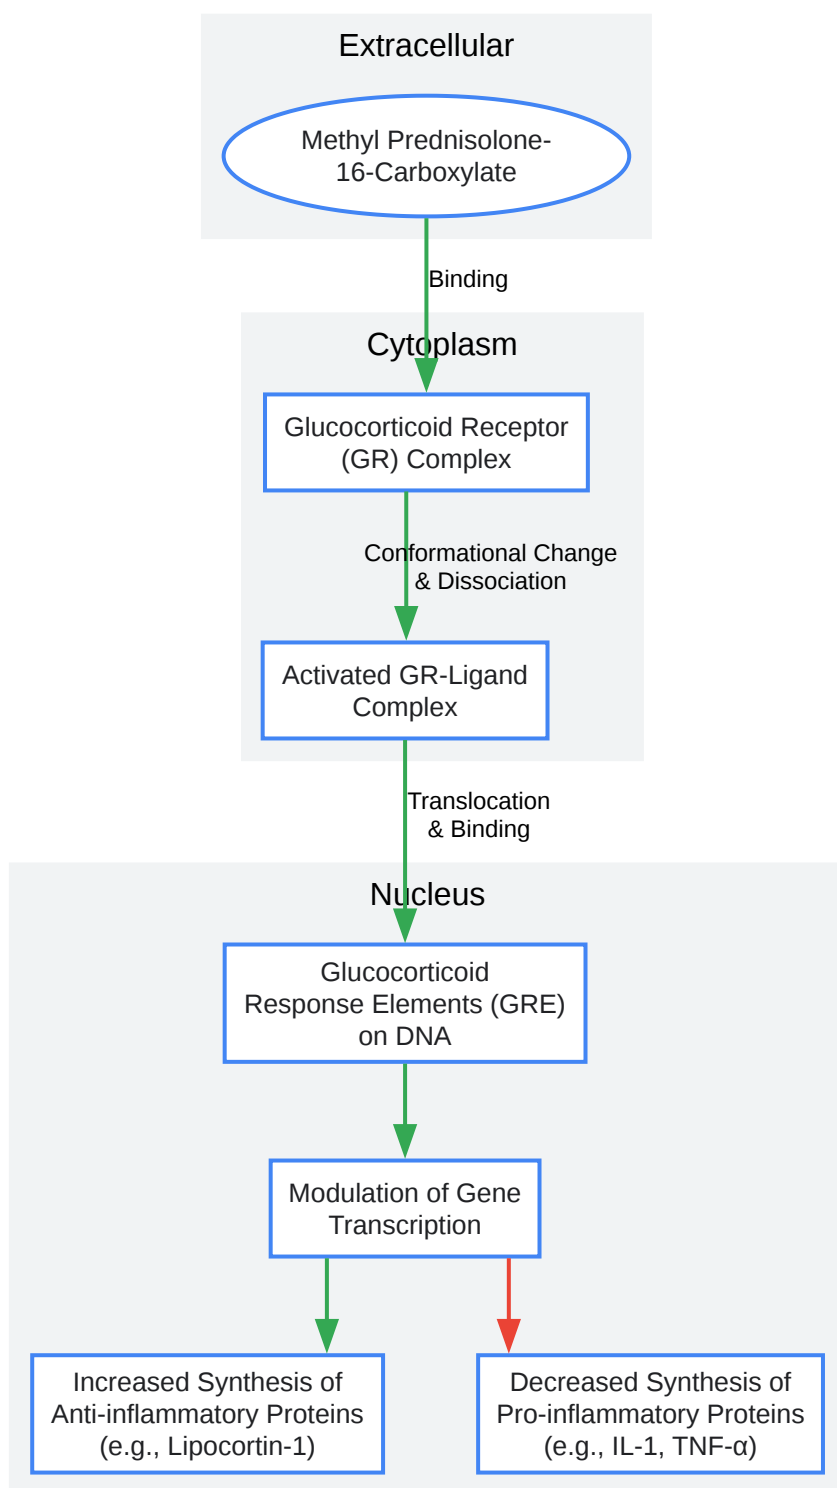 Extracellular
Methyl Prednisolone-
16-Carboxylate
Binding
Cytoplasm
Glucocorticoid Receptor
(GR) Complex
Conformational Change
& Dissociation
Activated GR-Ligand
Complex
Translocation
& Binding
Nucleus
Glucocorticoid
Response Elements (GRE)
on DNA
Modulation of Gene
Transcription
Increased Synthesis of
Anti-inflammatory Proteins
(e.g., Lipocortin-1)
Decreased Synthesis of
Pro-inflammatory Proteins
(e.g., IL-1, TNF-α)